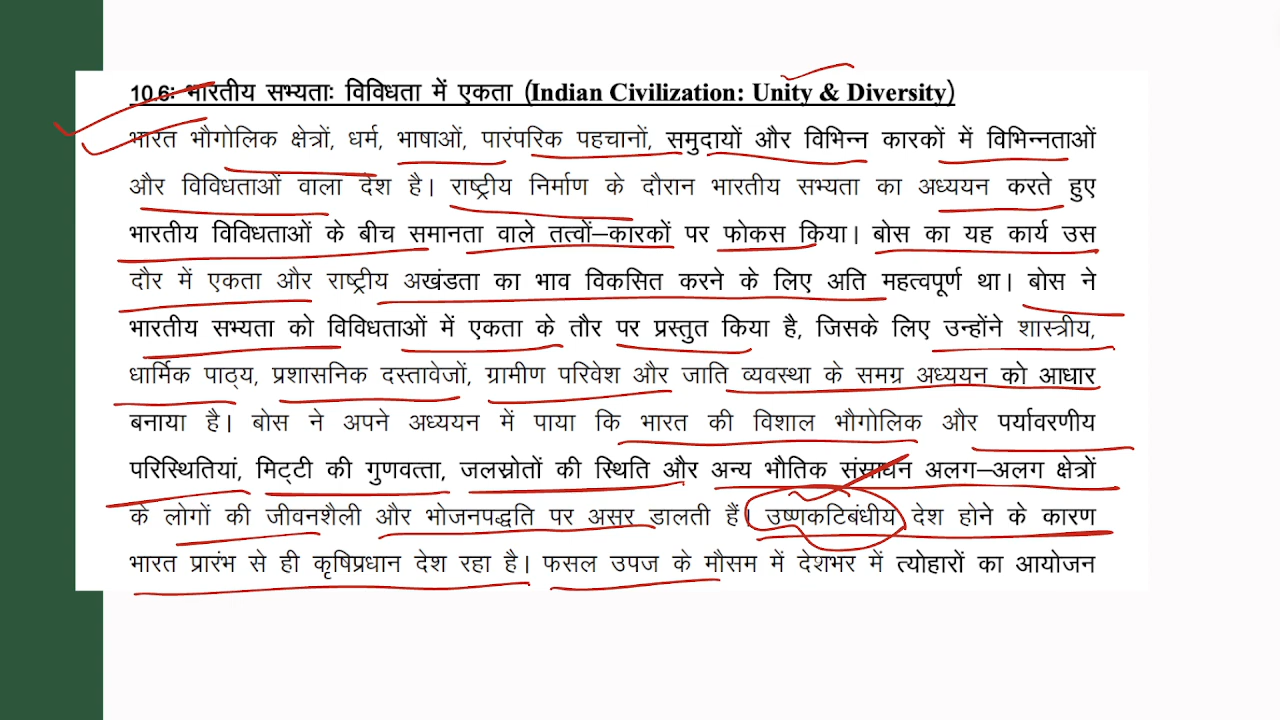 10.6: भारतीय सभ्यताः विविधता में एकता (Indian Civilization: Unity & Diversity)
भारत भौगोलिक क्षेत्रों, धर्म, भाषाओं, पारंपरिक पहचानों, समुदायों और विभिन्न कारकों में विभिन्नताओं
और विविधताओं वाला देश है। राष्ट्रीय निर्माण के दौरान भारतीय सभ्यता का अध्ययन करते हुए
भारतीय विविधताओं के बीच समानता वाले तत्वों–कारकों पर फोकस किया। बोस का यह कार्य उस
दौर में एकता और राष्ट्रीय अखंडता का भाव विकसित करने के लिए अति महत्वपूर्ण था। बोस ने
भारतीय सभ्यता को विविधताओं में एकता के तौर पर प्रस्तुत किया है, जिसके लिए उन्होंने शास्त्रीय,
धार्मिक पाठ्य, प्रशासनिक दस्तावेजों, ग्रामीण परिवेश और जाति व्यवस्था के समग्र अध्ययन को आधार
बनाया है। बोस ने अपने अध्ययन में पाया कि भारत की विशाल भौगोलिक और पर्यावरणीय
परिस्थितियां, मिट्टी की गुणवत्ता, जलस्रोतों की स्थिति और अन्य भौतिक संसाधन अलग–अलग क्षेत्रों
के लोगों की जीवनशैली और भोजनपद्धति पर असर डालती हैं। उष्णकटिबंधीय देश होने के कारण
भारत प्रारंभ से ही कृषिप्रधान देश रहा है। फसल उपज के मौसम में देशभर में त्योहारों का आयोजन